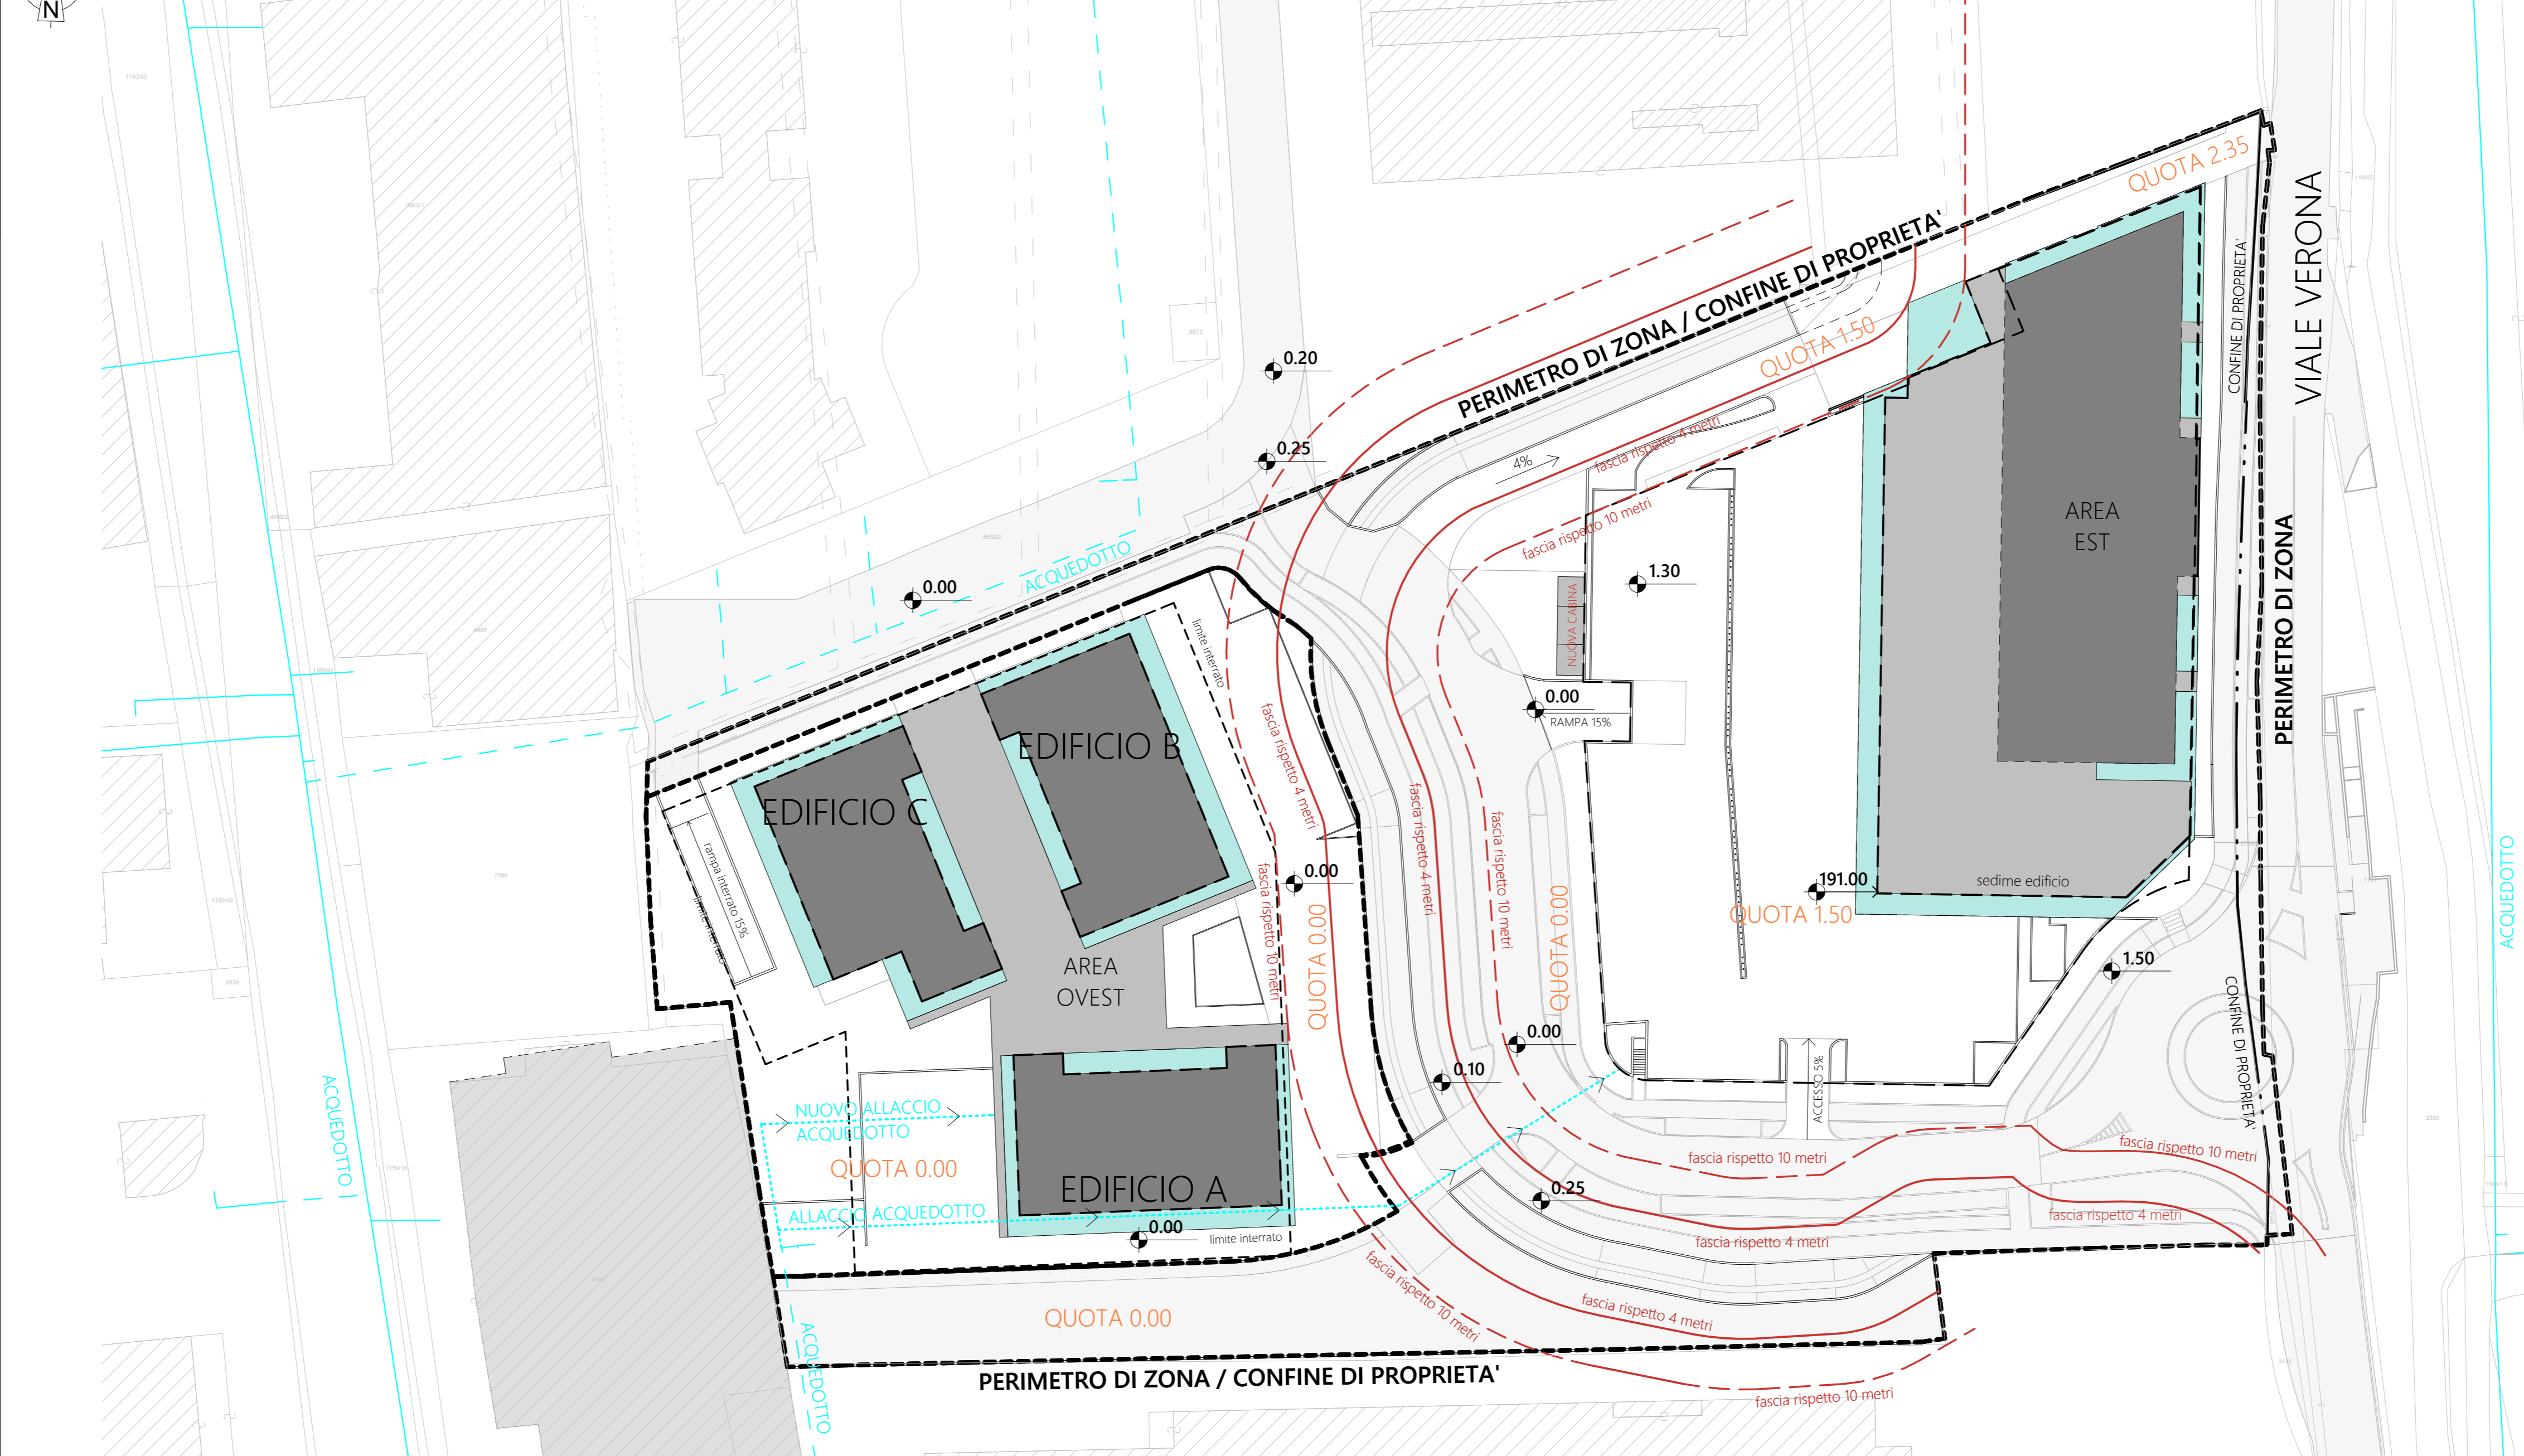 N
1160/40
4865/1
1194/5
QUOTA 2.35
VIALE VERONA
CONFINE DI PROPRIETA'
PERIMETRO DI ZONA / CONFINE DI PROPRIETA'
QUOTA 1.50
0.20
0.25
fascia rispetto 4 metri
4%
fascia rispetto 10 metri
AREA
EST
PERIMETRO DI ZONA
ACQUEDOTTO
0.00
1.30
NUOVA CABINA
limite interrato
0.00
RAMPA 15%
fascia rispetto 4 metri
EDIFICIO B
EDIFICIO C
fascia rispetto 4 metri
fascia rispetto 10 metri
rampa interrato 15%
limite interrato
7096
0.00
fascia rispetto 10 metri
191.00
sedime edificio
QUOTA 1.50
ACQUEDOTTO
QUOTA 0.00
QUOTA 0.00
AREA
OVEST
1.50
CONFINE DI PROPRIETA'
4939
0.00
0.10
ACCESSO 5%
NUOVO ALLACCIO
ACQUEDOTTO
ACQUEDOTTO
QUOTA 0.00
EDIFICIO A
ALLACCIO ACQUEDOTTO
0.00
limite interrato
0.25
fascia rispetto 10 metri
fascia rispetto 10 metri
fascia rispetto 4 metri
fascia rispetto 4 metri
fascia rispetto 10 metri
fascia rispetto 4 metri
QUOTA 0.00
ACQUEDOTTO
PERIMETRO DI ZONA / CONFINE DI PROPRIETA'
fascia rispetto 10 metri